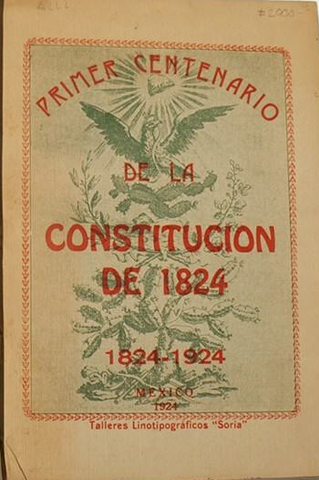 PRIMER CENTENARIO
DE LA
CONSTITUCION
DE 1824
1824-1924
MEXICO
1924
Talleres Linotipográficos "Soria"